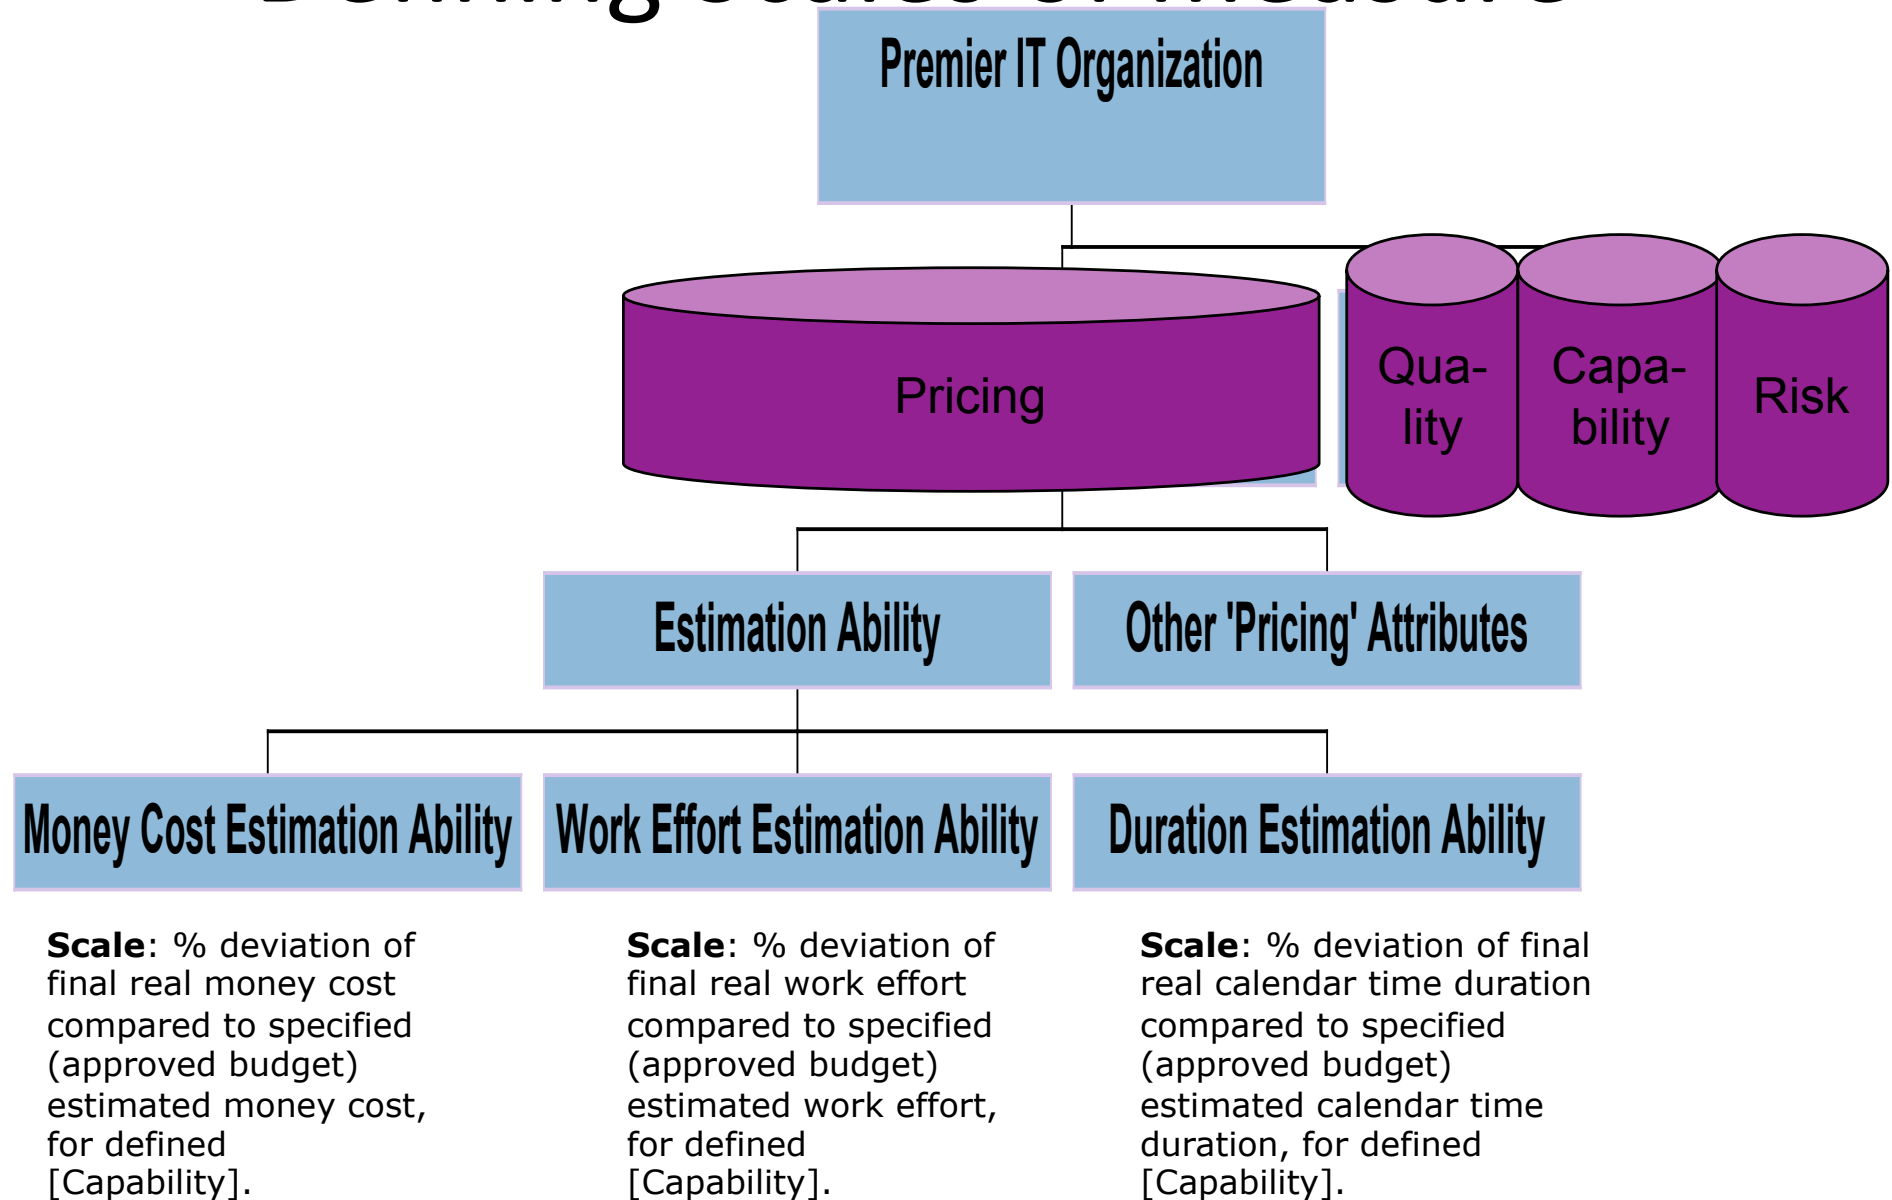 Defining Scales of Measure
Premier IT Organization
Pricing
Qua-
lity
Capa-
bility
Risk
Estimation Ability
Other 'Pricing' Attributes
Money Cost Estimation Ability
Work Effort Estimation Ability
Duration Estimation Ability
Scale: % deviation of
final real money cost
compared to specified
(approved budget)
estimated money cost,
for defined
[Capability].
Scale: % deviation of
final real work effort
compared to specified
(approved budget)
estimated work effort,
for defined
[Capability].
Scale: % deviation of final
real calendar time duration
compared to specified
(approved budget)
estimated calendar time
duration, for defined
[Capability].